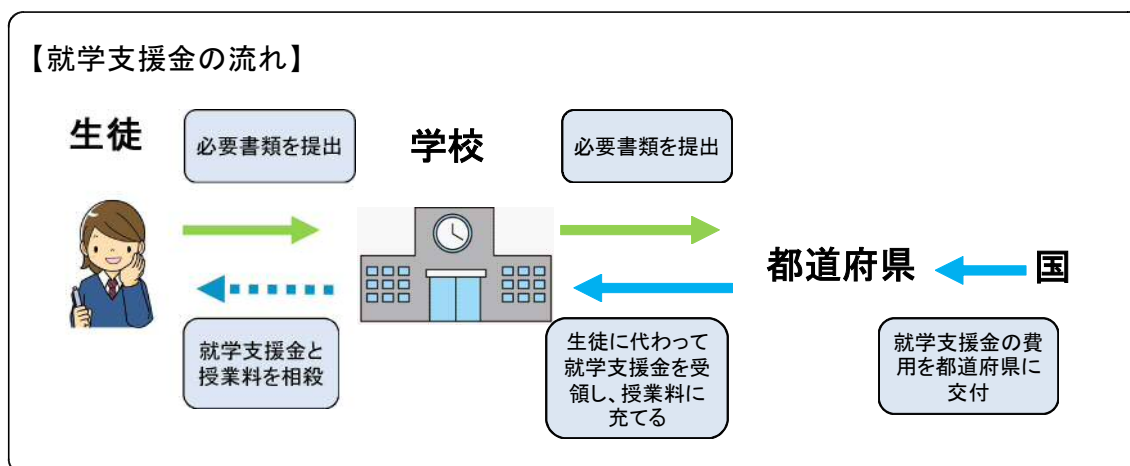 【就学支援金の流れ】
生徒
必要書類を提出
学校
必要書類を提出
都道府県
国
就学支援金と
授業料を相殺
生徒に代わって
就学支援金を受
領し、授業料に
充てる
就学支援金の費
用を都道府県に
交付